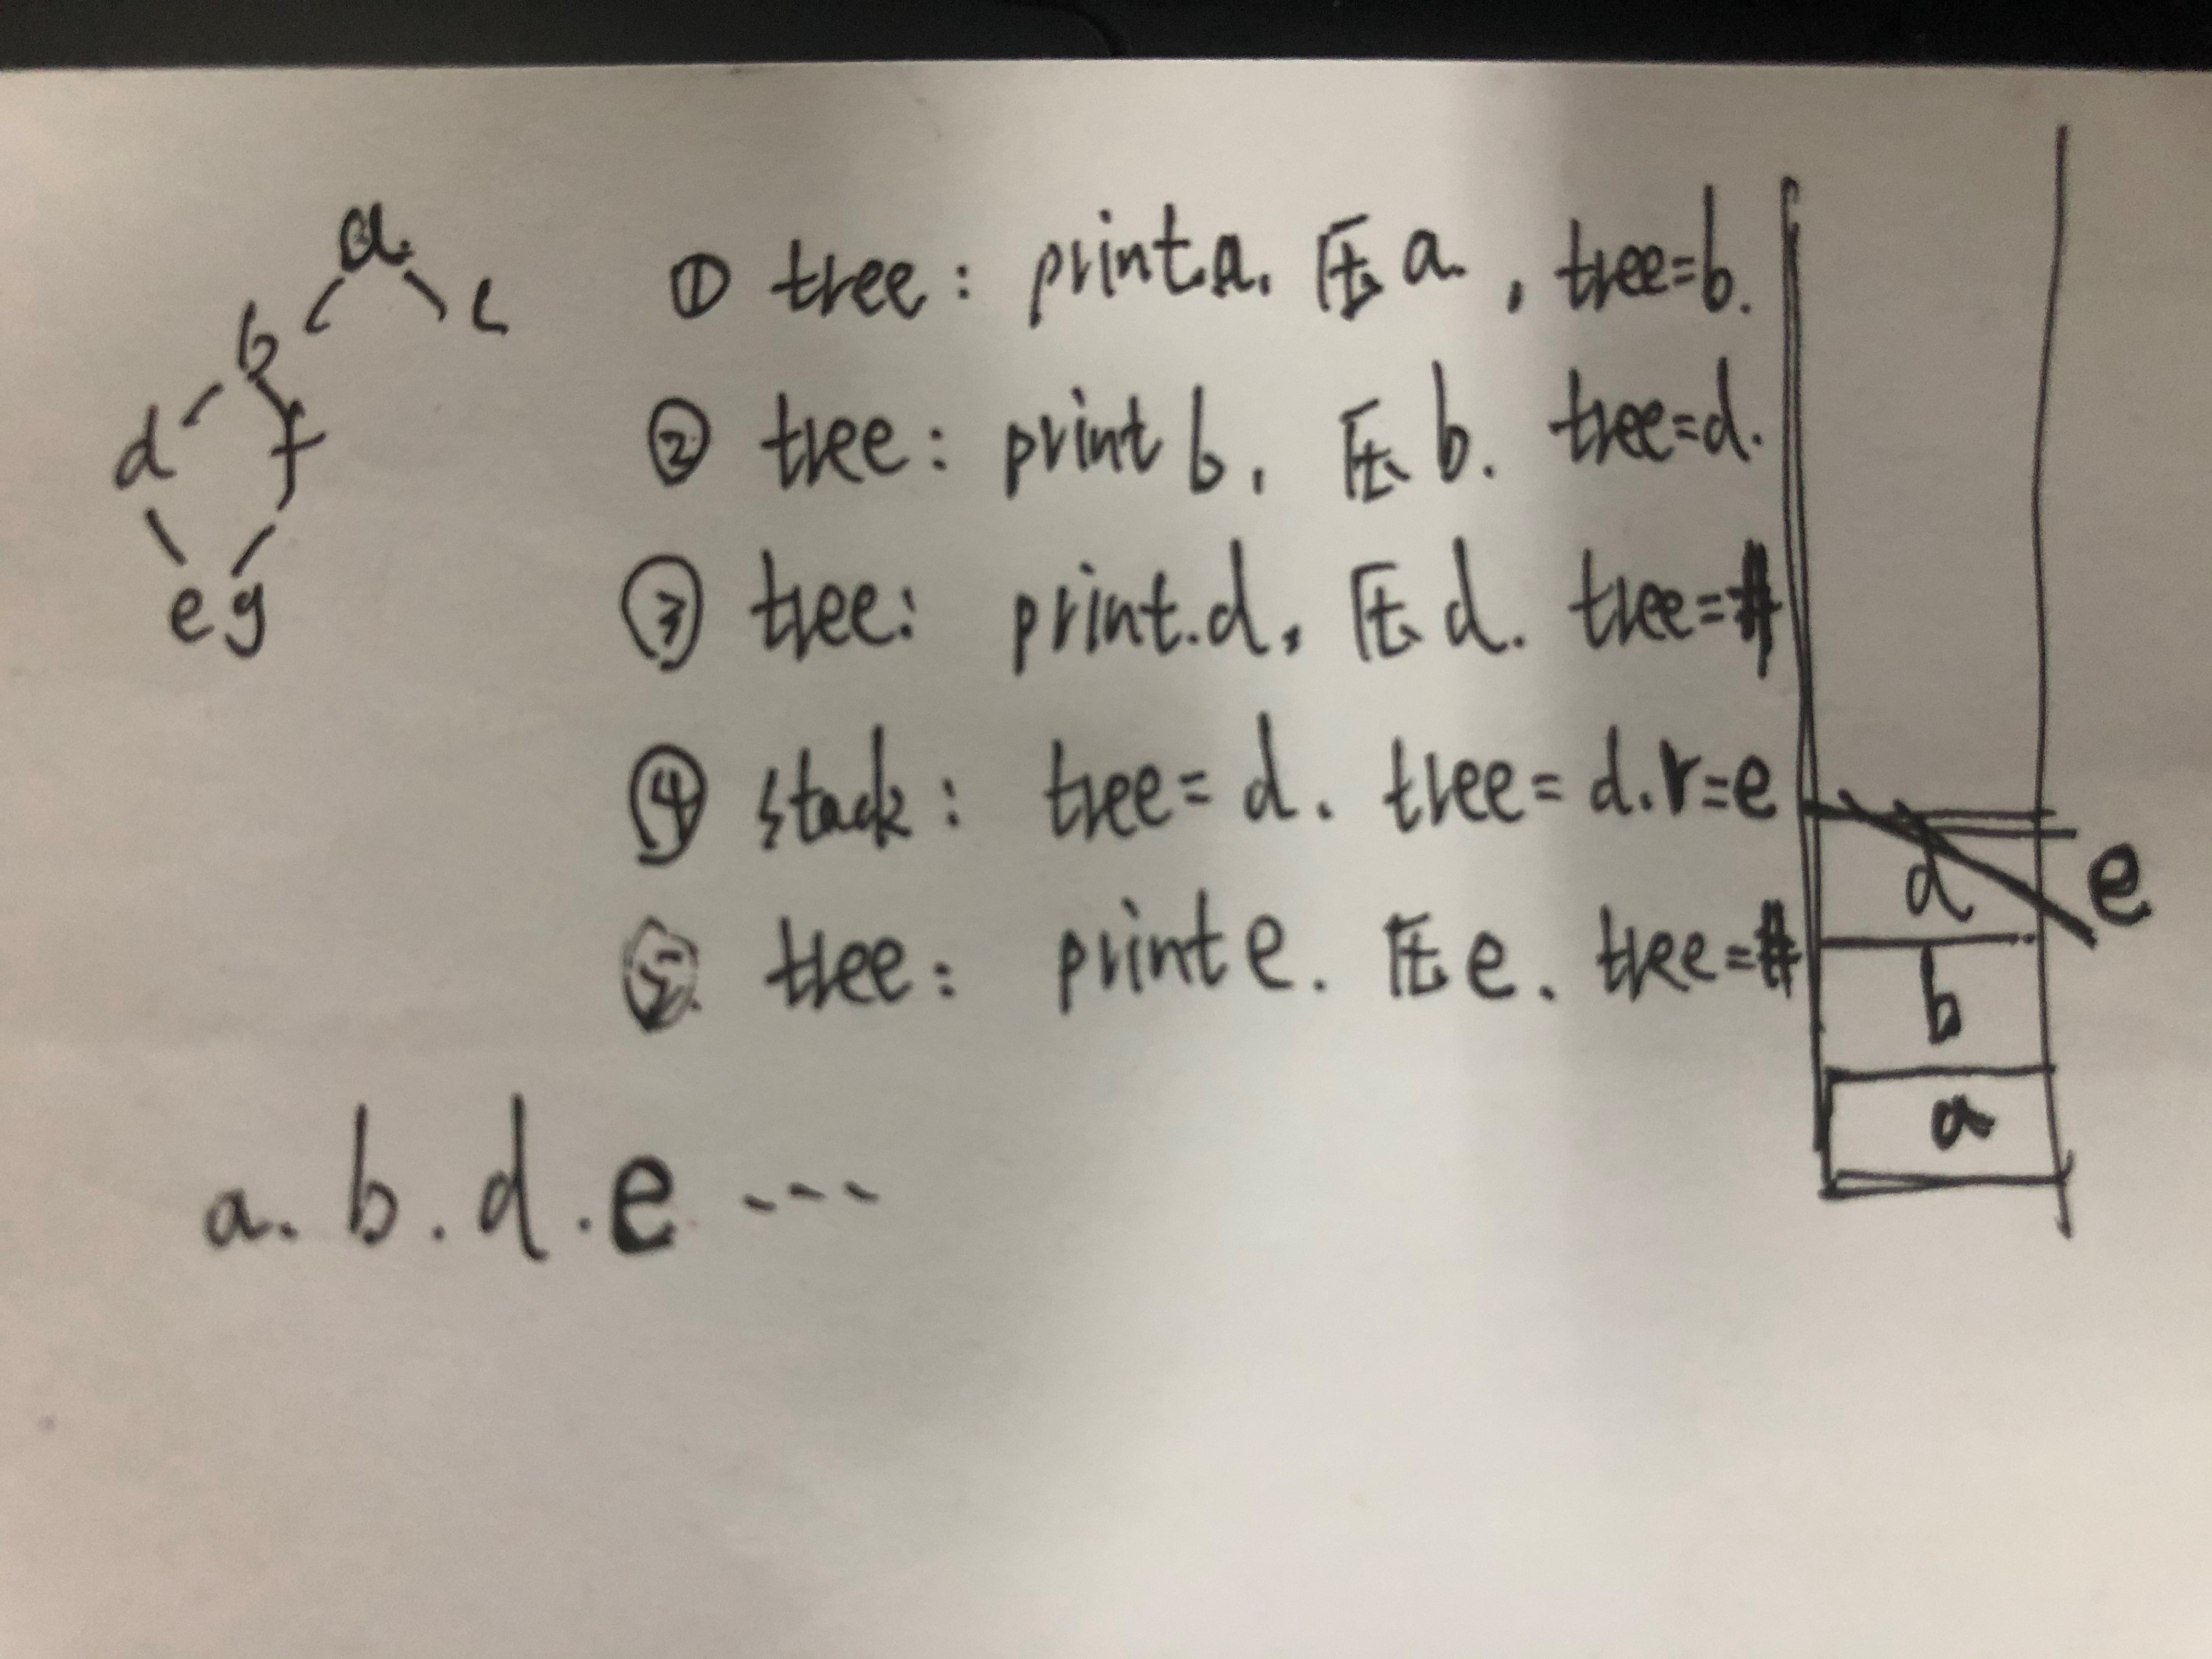 a.
b c
d f
e g
① tree: print a. 压 a. , tree=b.
② tree: print b, 压 b. tree=d.
③ tree: print.d, 压 d. tree=#
④ stack: tree= d. tree= d.r=e
⑤ tree: print e. 压 e. tree=#
d e
b
a
a. b. d. e ---